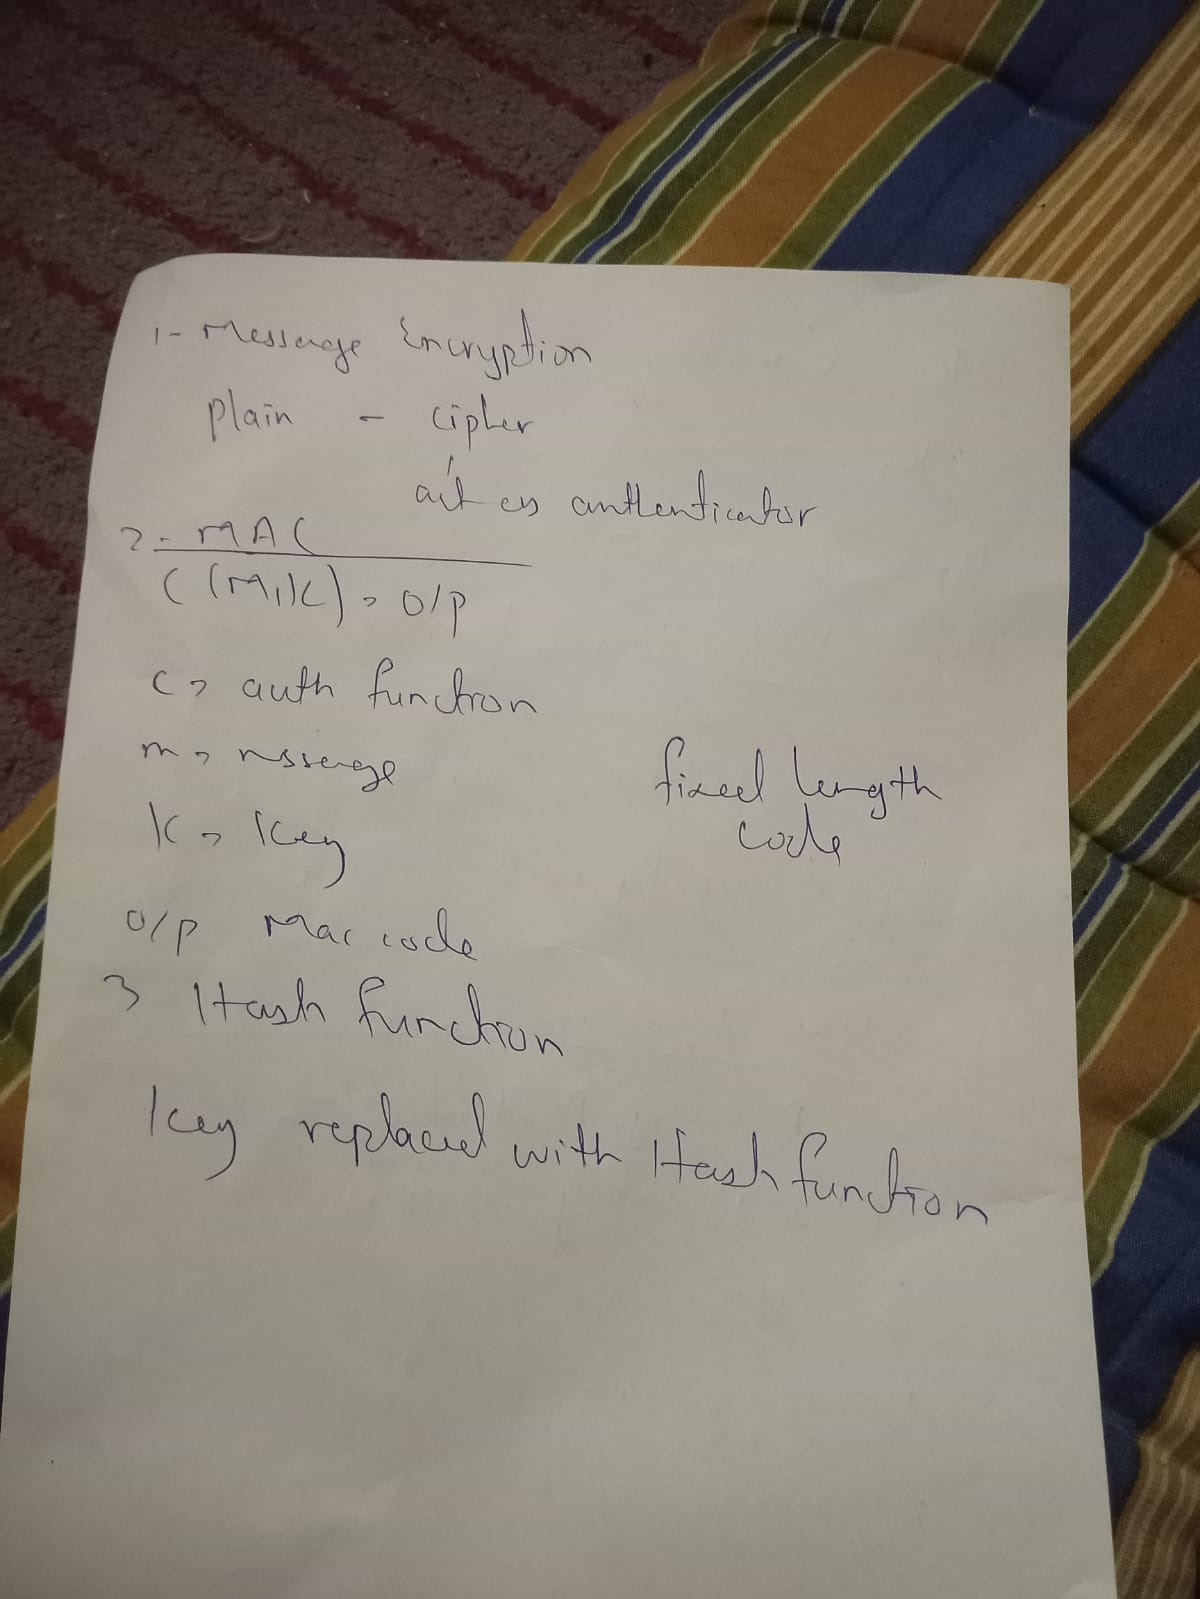 1- Message Encryption
Plain - cipher
act as authenticator
2- MAC
C(M,K) = O/P
C = auth function
m = message
K = Key
fixed length
code
O/P Mac code
3 Hash function
Key replaced with Hash function